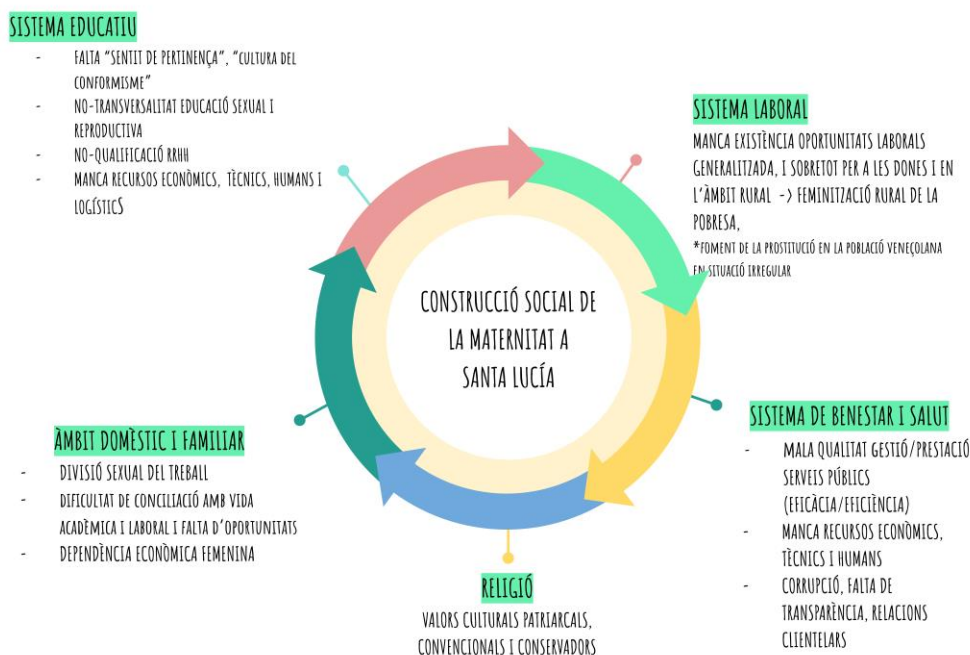 SISTEMA EDUCATIU
- FALTA "SENTIT DE PERTINENÇA", "CULTURA DEL
CONFORMISME"
- NO-TRANSVERSALITAT EDUCACIÓ SEXUAL I
REPRODUCTIVA
- NO-QUALIFICACIÓ RRHH
- MANCA RECURSOS ECONÒMICS, TÈCNICS, HUMANS I
LOGÍSTICS
SISTEMA LABORAL
MANCA EXISTÈNCIA OPORTUNITATS LABORALS
GENERALITZADA, I SOBRETOT PER A LES DONES I EN
L'ÀMBIT RURAL -> FEMINITZACIÓ RURAL DE LA
POBRESA,
*FOMENT DE LA PROSTITUCIÓ EN LA POBLACIÓ VENEÇOLANA
EN SITUACIÓ IRREGULAR
CONSTRUCCIÓ SOCIAL DE
LA MATERNITAT A
SANTA LUCÍA
SISTEMA DE BENESTAR I SALUT
- MALA QUALITAT GESTIÓ/PRESTACIÓ
SERVEIS PÚBLICS
(EFICÀCIA/EFICIÈNCIA)
- MANCA RECURSOS ECONÒMICS,
TÈCNICS I HUMANS
- CORRUPCIÓ, FALTA DE
TRANSPARÈNCIA, RELACIONS
CLIENTELARS
ÀMBIT DOMÈSTIC I FAMILIAR
- DIVISIÓ SEXUAL DEL TREBALL
- DIFICULTAT DE CONCILIACIÓ AMB VIDA
ACADÈMICA I LABORAL I FALTA D'OPORTUNITATS
- DEPENDÈNCIA ECONÒMICA FEMENINA
RELIGIÓ
VALORS CULTURALS PATRIARCALS,
CONVENCIONALS I CONSERVADORS